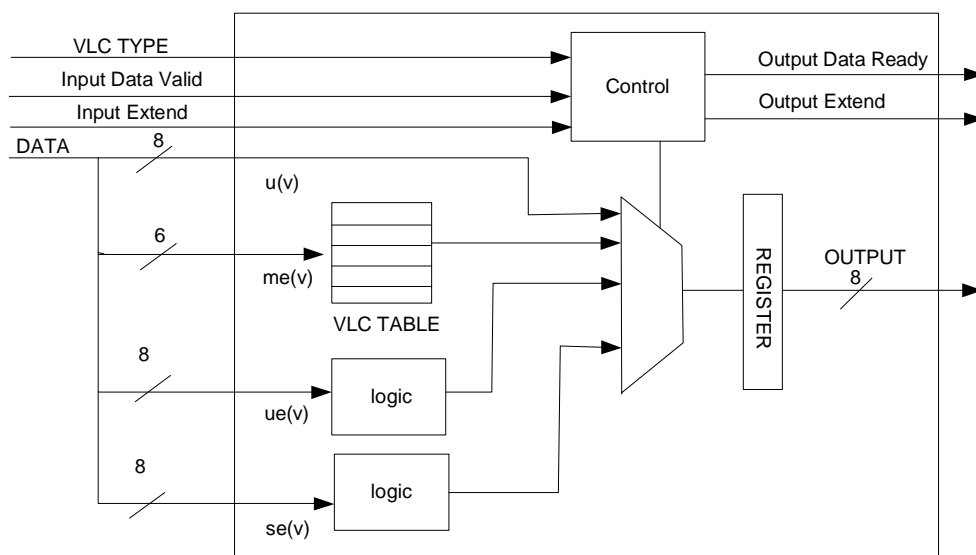 VLC TYPE
Input Data Valid
Input Extend
DATA
8
u(v)
6
me(v)
VLC TABLE
8
ue(v)
logic
8
se(v)
logic
Control
Output Data Ready
Output Extend
REGISTER
OUTPUT
8